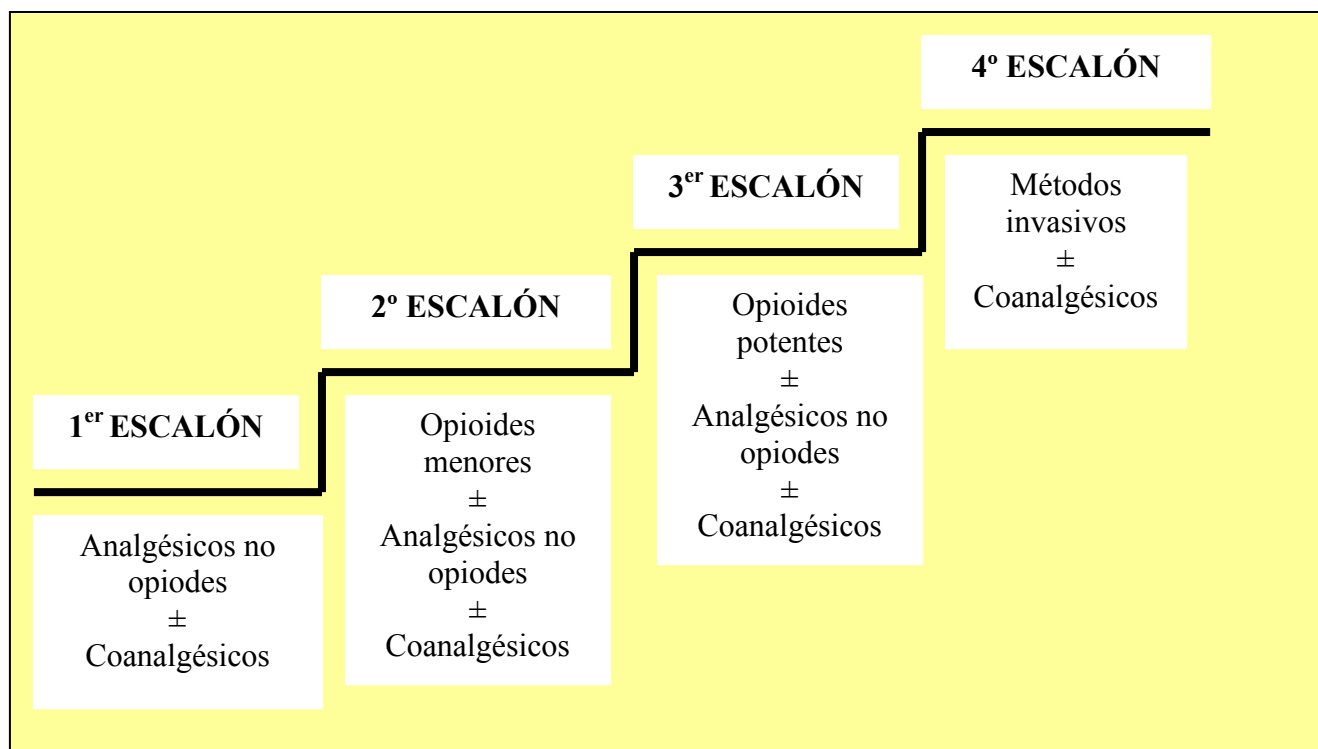 1er ESCALÓN
Analgésicos no
opiodes
±
Coanalgésicos
2º ESCALÓN
Opioides
menores
±
Analgésicos no
opiodes
±
Coanalgésicos
3er ESCALÓN
Opioides
potentes
±
Analgésicos no
opiodes
±
Coanalgésicos
4º ESCALÓN
Métodos
invasivos
±
Coanalgésicos